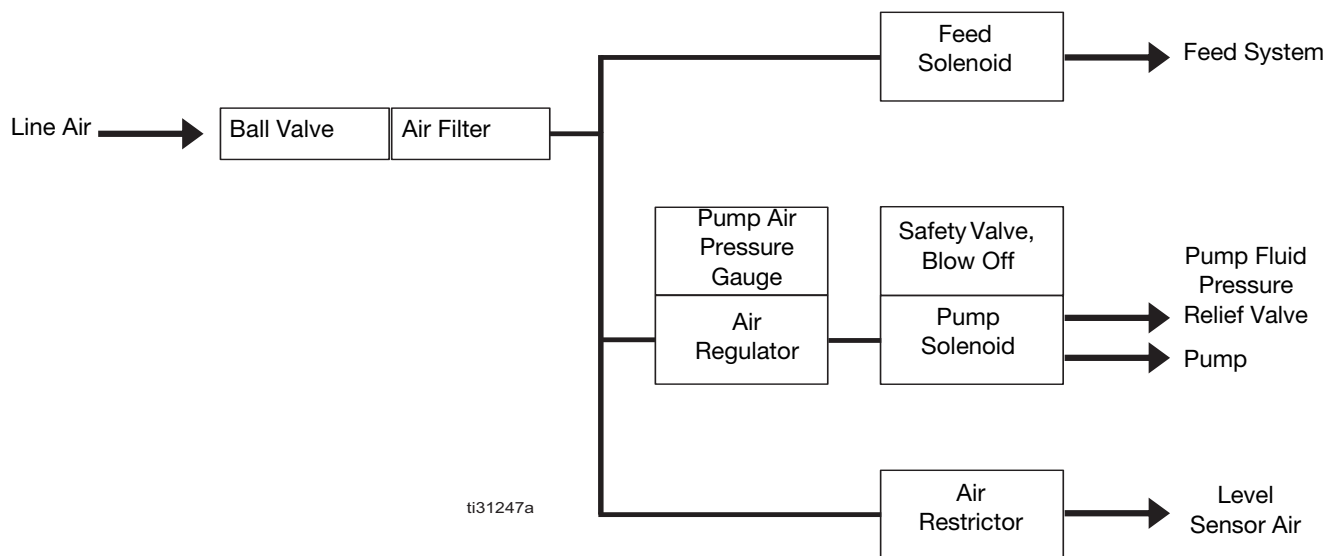 Feed
Solenoid
Feed System
Line Air
Ball Valve
Air Filter
Pump Air
Pressure
Gauge
Safety Valve,
Blow Off
Air
Regulator
Pump
Solenoid
Pump Fluid
Pressure
Relief Valve
Pump
Air
Restrictor
Level
Sensor Air
ti31247a